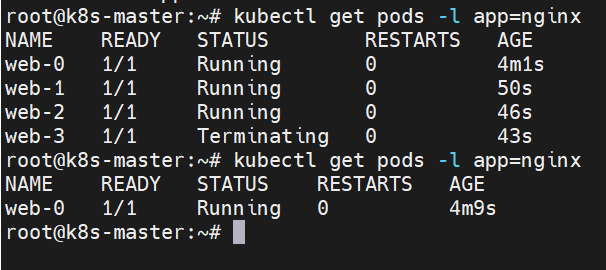 root@k8s-master:~# kubectl get pods -l app=nginx
NAME    READY   STATUS        RESTARTS   AGE
web-0   1/1     Running       0          4m1s
web-1   1/1     Running       0          50s
web-2   1/1     Running       0          46s
web-3   1/1     Terminating   0          43s
root@k8s-master:~# kubectl get pods -l app=nginx
NAME    READY   STATUS    RESTARTS   AGE
web-0   1/1     Running   0          4m9s
root@k8s-master:~#